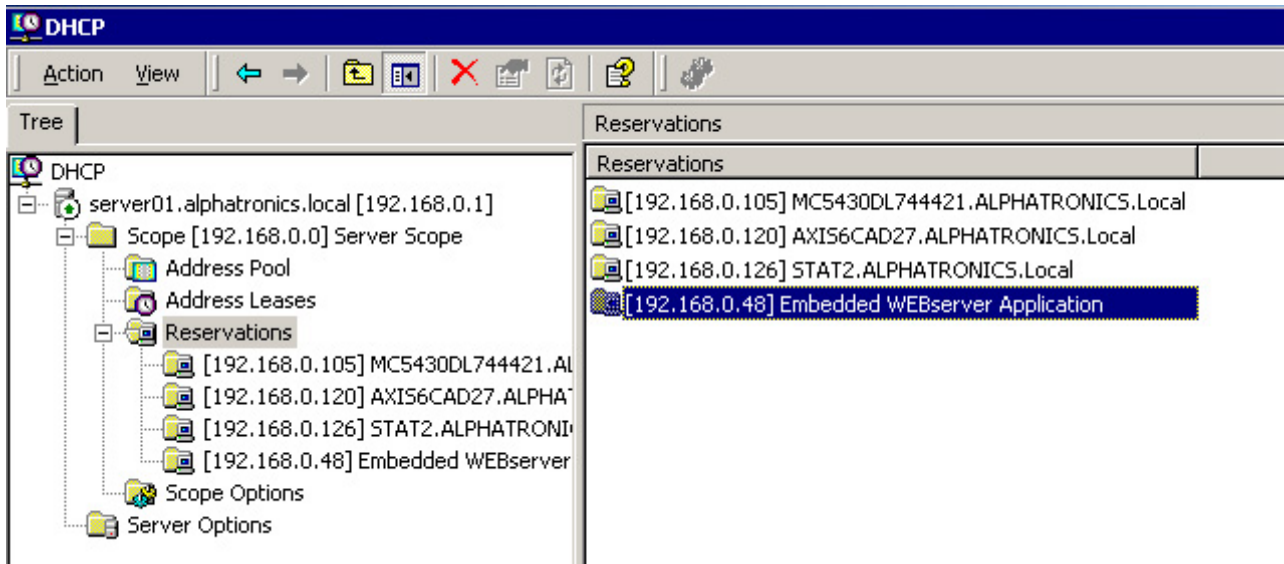 DHCP
Action View
Tree
Reservations
DHCP
Reservations
server01.alphatronics.local [192.168.0.1]
[192.168.0.105] MC5430DL744421.ALPHATRONICS.Local
Scope [192.168.0.0] Server Scope
[192.168.0.120] AXIS6CAD27.ALPHATRONICS.Local
Address Pool
[192.168.0.126] STAT2.ALPHATRONICS.Local
Address Leases
[192.168.0.48] Embedded WEBserver Application
Reservations
[192.168.0.105] MC5430DL744421.AL
[192.168.0.120] AXIS6CAD27.ALPHAT
[192.168.0.126] STAT2.ALPHATRONI
[192.168.0.48] Embedded WEBserver
Scope Options
Server Options